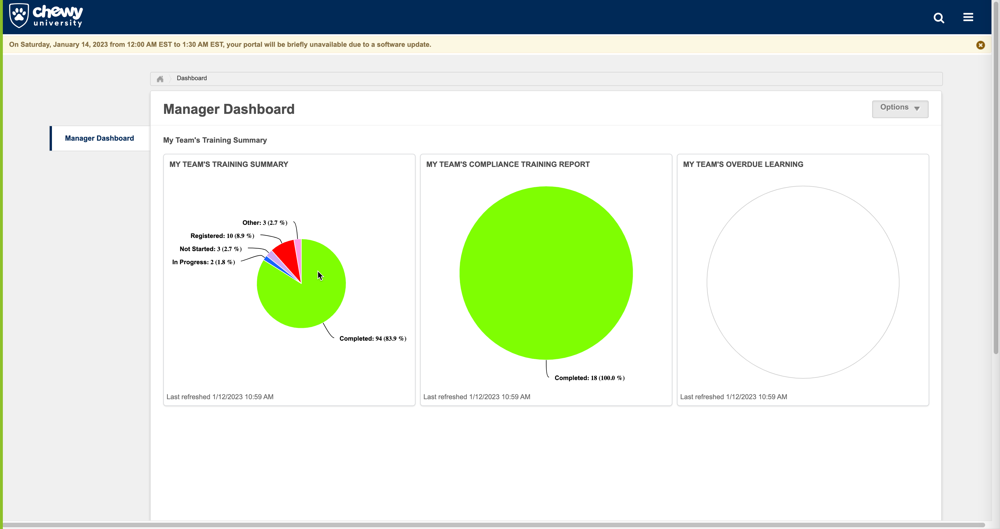 chewy
university
On Saturday, January 14, 2023 from 12:00 AM EST to 1:30 AM EST, your portal will be briefly unavailable due to a software update.
Dashboard
Manager Dashboard
Options
Manager Dashboard
My Team's Training Summary
MY TEAM'S TRAINING SUMMARY
Other: 3 (2.7 %)
Registered: 10 (8.9 %)
Not Started: 3 (2.7 %)
In Progress: 2 (1.8 %)
Completed: 94 (83.9 %)
Last refreshed 1/12/2023 10:59 AM
MY TEAM'S COMPLIANCE TRAINING REPORT
Completed: 18 (100.0 %)
Last refreshed 1/12/2023 10:59 AM
MY TEAM'S OVERDUE LEARNING
Last refreshed 1/12/2023 10:59 AM